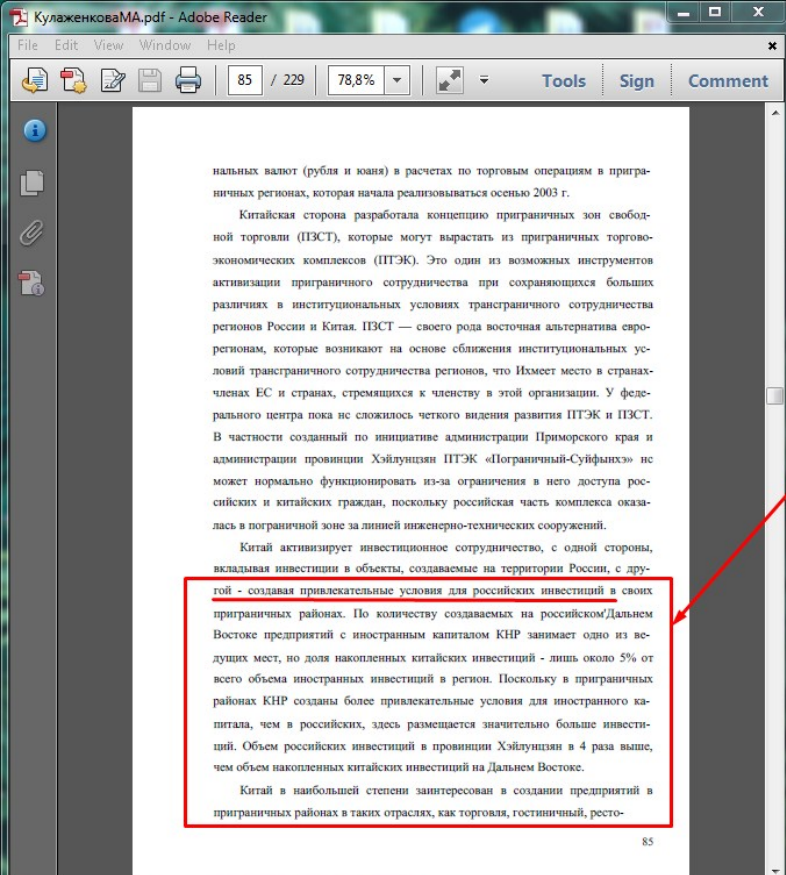 КулаженковаМА.pdf - Adobe Reader
File Edit View Window Help
85 / 229 78,8% Tools Sign Comment
нальных валют (рубля и юаня) в расчетах по торговым операциям в пригра-
ничных регионах, которая начала реализовываться осенью 2003 г.
Китайская сторона разработала концепцию приграничных зон свобод-
ной торговли (ПЗСТ), которые могут вырастать из приграничных торгово-
экономических комплексов (ПТЭК). Это один из возможных инструментов
активизации приграничного сотрудничества при сохраняющихся больших
различиях в институциональных условиях трансграничного сотрудничества
регионов России и Китая. ПЗСТ — своего рода восточная альтернатива евро-
регионам, которые возникают на основе сближения институциональных ус-
ловий трансграничного сотрудничества регионов, что Ихмеет место в странах-
членах ЕС и странах, стремящихся к членству в этой организации. У феде-
рального центра пока нс сложилось четкого видения развития ПТЭК и ПЗСТ.
В частности созданный по инициативе администрации Приморского края и
администрации провинции Хэйлунцзян ПТЭК «Пограничный-Суйфынхэ» нс
может нормально функционировать из-за ограничения в него доступа рос-
сийских и китайских граждан, поскольку российская часть комплекса оказа-
лась в пограничной зоне за линией инженерно-технических сооружений.
Китай активизирует инвестиционное сотрудничество, с одной стороны,
вкладывая инвестиции в объекты, создаваемые на территории России, с дру-
гой - создавая привлекательные условия для российских инвестиций в своих
приграничных районах. По количеству создаваемых на российском'Дальнем
Востоке предприятий с иностранным капиталом КНР занимает одно из ве-
дущих мест, но доля накопленных китайских инвестиций - лишь около 5% от
всего объема иностранных инвестиций в регион. Поскольку в приграничных
районах КНР созданы более привлекательные условия для иностранного ка-
питала, чем в российских, здесь размещается значительно больше инвести-
ций. Объем российских инвестиций в провинции Хэйлунцзян в 4 раза выше,
чем объем накопленных китайских инвестиций на Дальнем Востоке.
Китай в наибольшей степени заинтересован в создании предприятий в
приграничных районах в таких отраслях, как торговля, гостиничный, ресто-
85